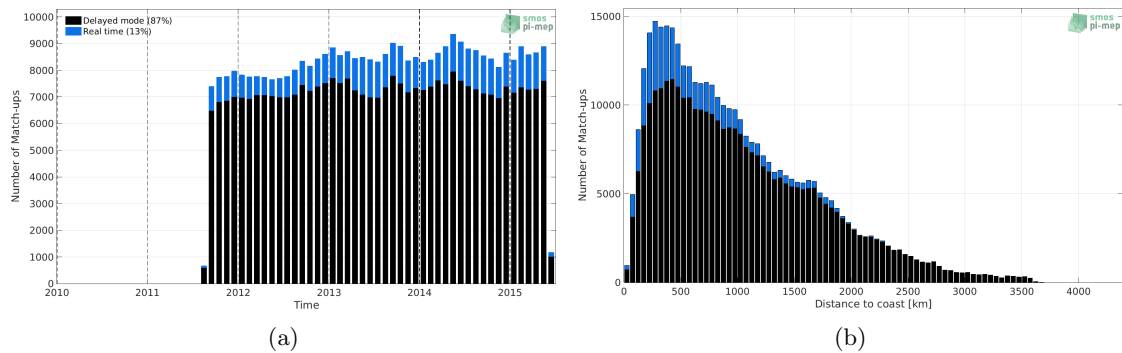 Delayed mode (87%)
Real time (13%)
smos
pi-mep
10000
9000
8000
7000
6000
5000
4000
3000
2000
1000
0
Number of Match-ups
2010 2011 2012 2013 2014 2015
Time
(a)
smos
pi-mep
15000
10000
5000
0
Number of Match-ups
0 500 1000 1500 2000 2500 3000 3500 4000
Distance to coast [km]
(b)